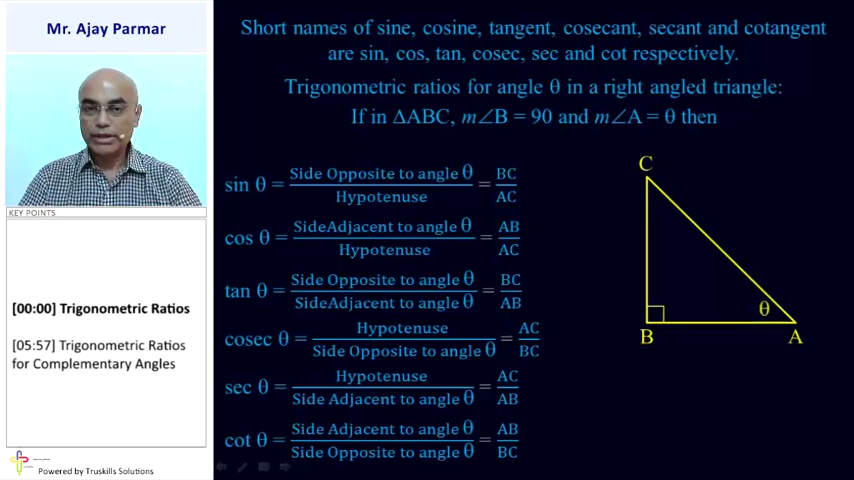 Mr. Ajay Parmar
KEY POINTS
[00:00] Trigonometric Ratios
[05:57] Trigonometric Ratios
for Complementary Angles
Powered by Truskills Solutions
Short names of sine, cosine, tangent, cosecant, secant and cotangent
are sin, cos, tan, cosec, sec and cot respectively.
Trigonometric ratios for angle θ in a right angled triangle:
If in ΔABC, m∠B = 90 and m∠A = θ then
sin θ = Side Opposite to angle θ / Hypotenuse = BC / AC
cos θ = SideAdjacent to angle θ / Hypotenuse = AB / AC
tan θ = Side Opposite to angle θ / SideAdjacent to angle θ = BC / AB
cosec θ = Hypotenuse / Side Opposite to angle θ = AC / BC
sec θ = Hypotenuse / Side Adjacent to angle θ = AC / AB
cot θ = Side Adjacent to angle θ / Side Opposite to angle θ = AB / BC
C
θ
B
A